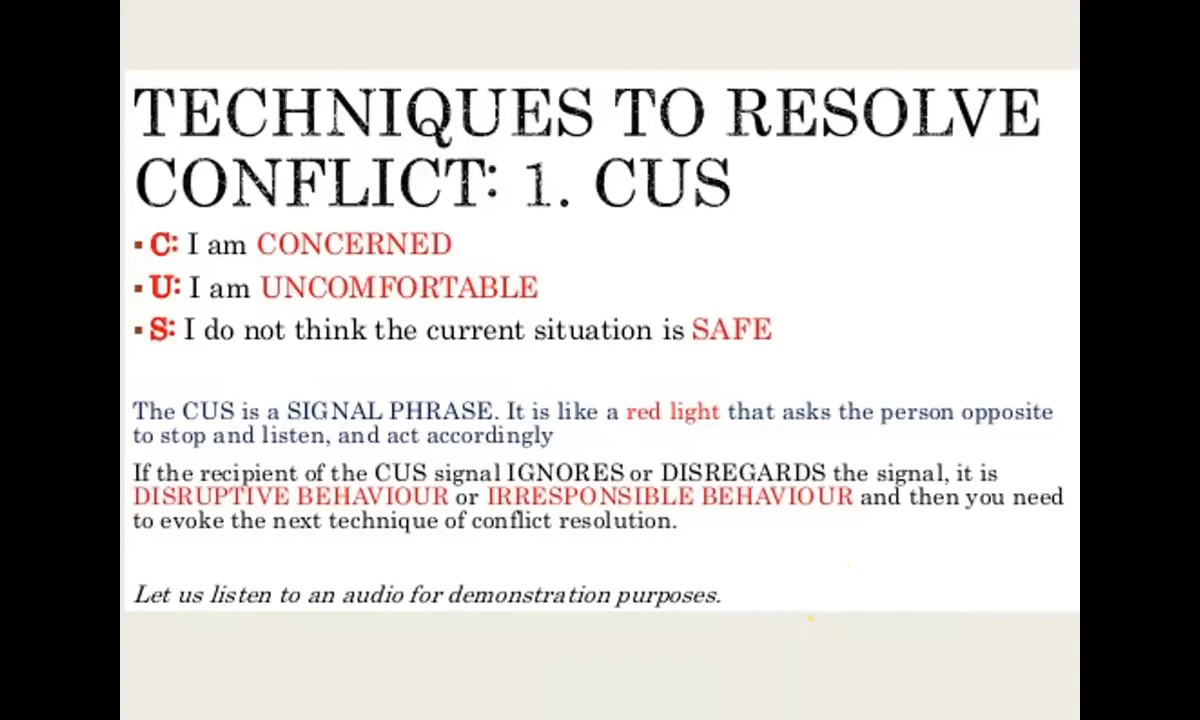 TECHNIQUES TO RESOLVE
CONFLICT: 1. CUS
▪ C: I am CONCERNED
▪ U: I am UNCOMFORTABLE
▪ S: I do not think the current situation is SAFE
The CUS is a SIGNAL PHRASE. It is like a red light that asks the person opposite
to stop and listen, and act accordingly
If the recipient of the CUS signal IGNORES or DISREGARDS the signal, it is
DISRUPTIVE BEHAVIOUR or IRRESPONSIBLE BEHAVIOUR and then you need
to evoke the next technique of conflict resolution.
Let us listen to an audio for demonstration purposes.